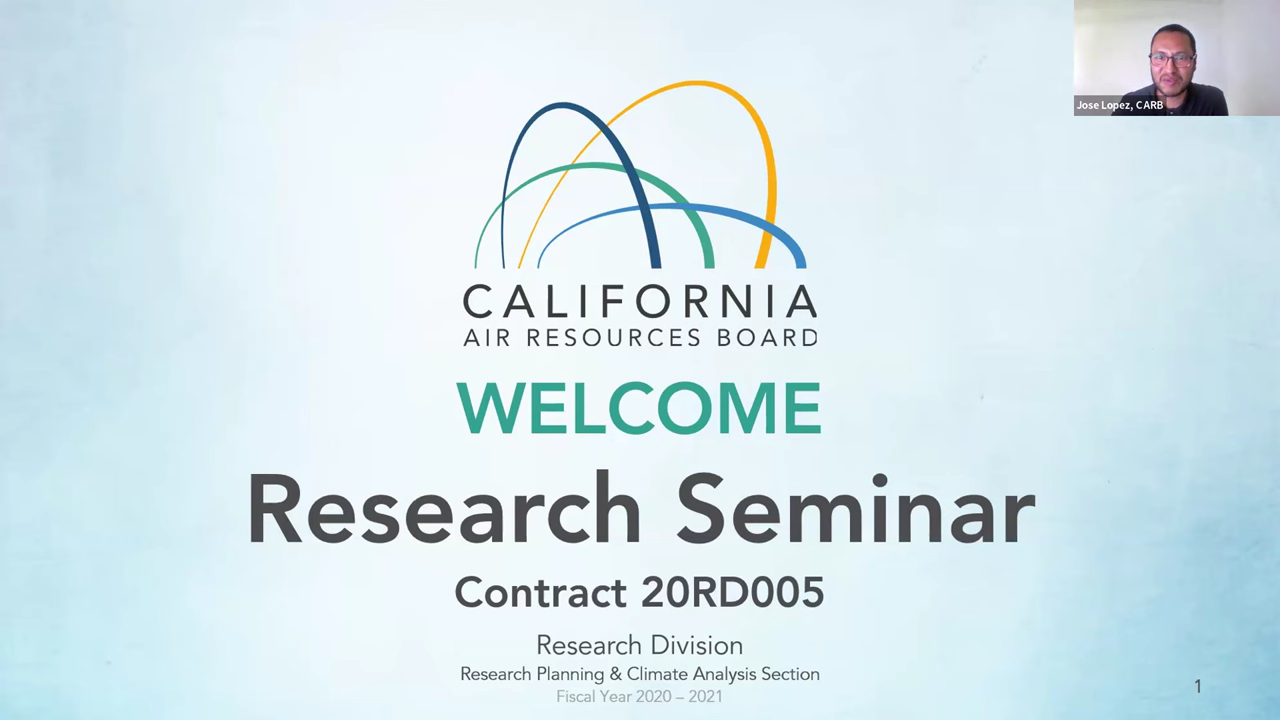 Jose Lopez, CARB
CALIFORNIA
AIR RESOURCES BOARD
WELCOME
Research Seminar
Contract 20RD005
Research Division
Research Planning & Climate Analysis Section
Fiscal Year 2020 – 2021
1